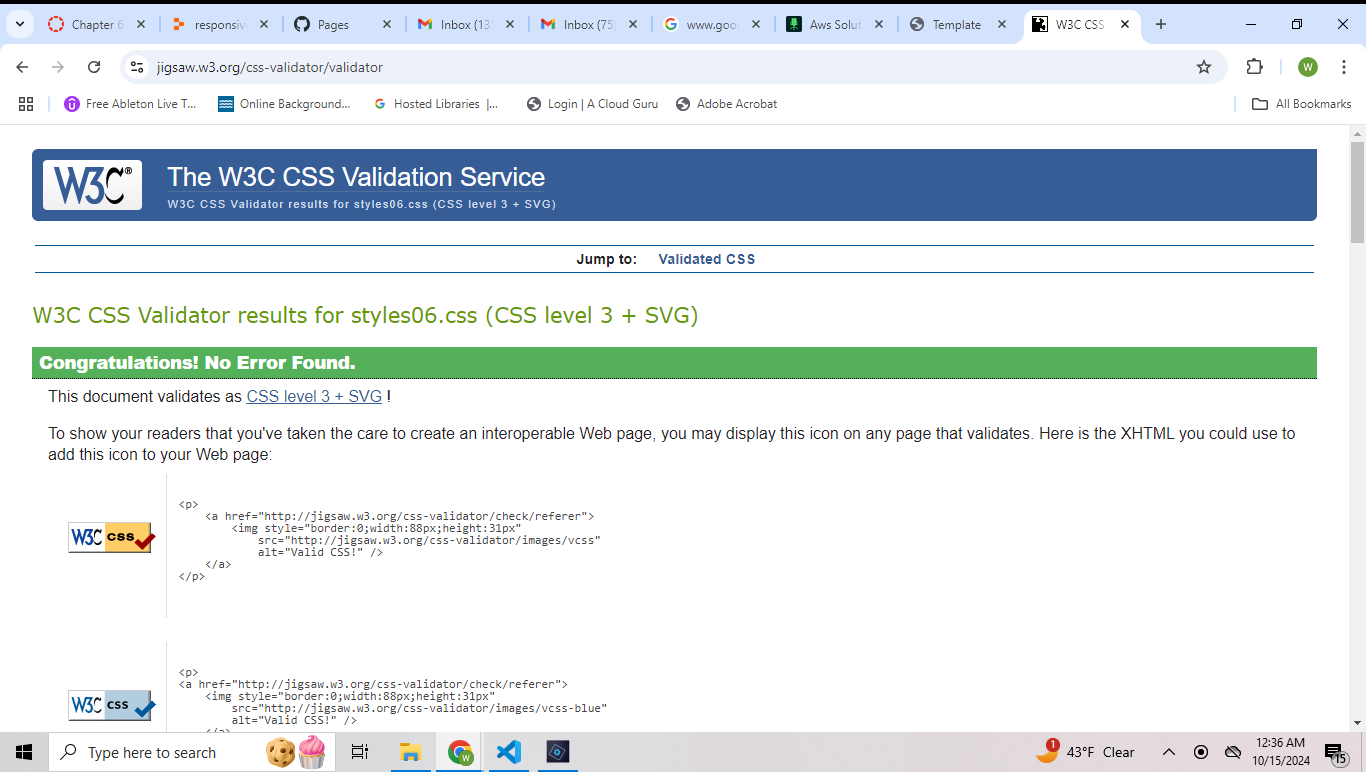 Chapter 6
responsiv
Pages
Inbox (13
Inbox (75
www.goo
Aws Solut
Template
W3C CSS
jigsaw.w3.org/css-validator/validator
W
Free Ableton Live T...
Online Background...
Hosted Libraries |...
Login | A Cloud Guru
Adobe Acrobat
All Bookmarks
W3C®
The W3C CSS Validation Service
W3C CSS Validator results for styles06.css (CSS level 3 + SVG)
Jump to: Validated CSS
W3C CSS Validator results for styles06.css (CSS level 3 + SVG)
Congratulations! No Error Found.
This document validates as CSS level 3 + SVG !
To show your readers that you've taken the care to create an interoperable Web page, you may display this icon on any page that validates. Here is the XHTML you could use to
add this icon to your Web page:
W3C css
<p>
<a href="http://jigsaw.w3.org/css-validator/check/referer">
<img style="border:0;width:88px;height:31px"
src="http://jigsaw.w3.org/css-validator/images/vcss"
alt="Valid CSS!" />
</a>
</p>
W3C css
<p>
<a href="http://jigsaw.w3.org/css-validator/check/referer">
<img style="border:0;width:88px;height:31px"
src="http://jigsaw.w3.org/css-validator/images/vcss-blue"
alt="Valid CSS!" />
</a>
Type here to search
W
1
43°F Clear
12:36 AM
10/15/2024
15